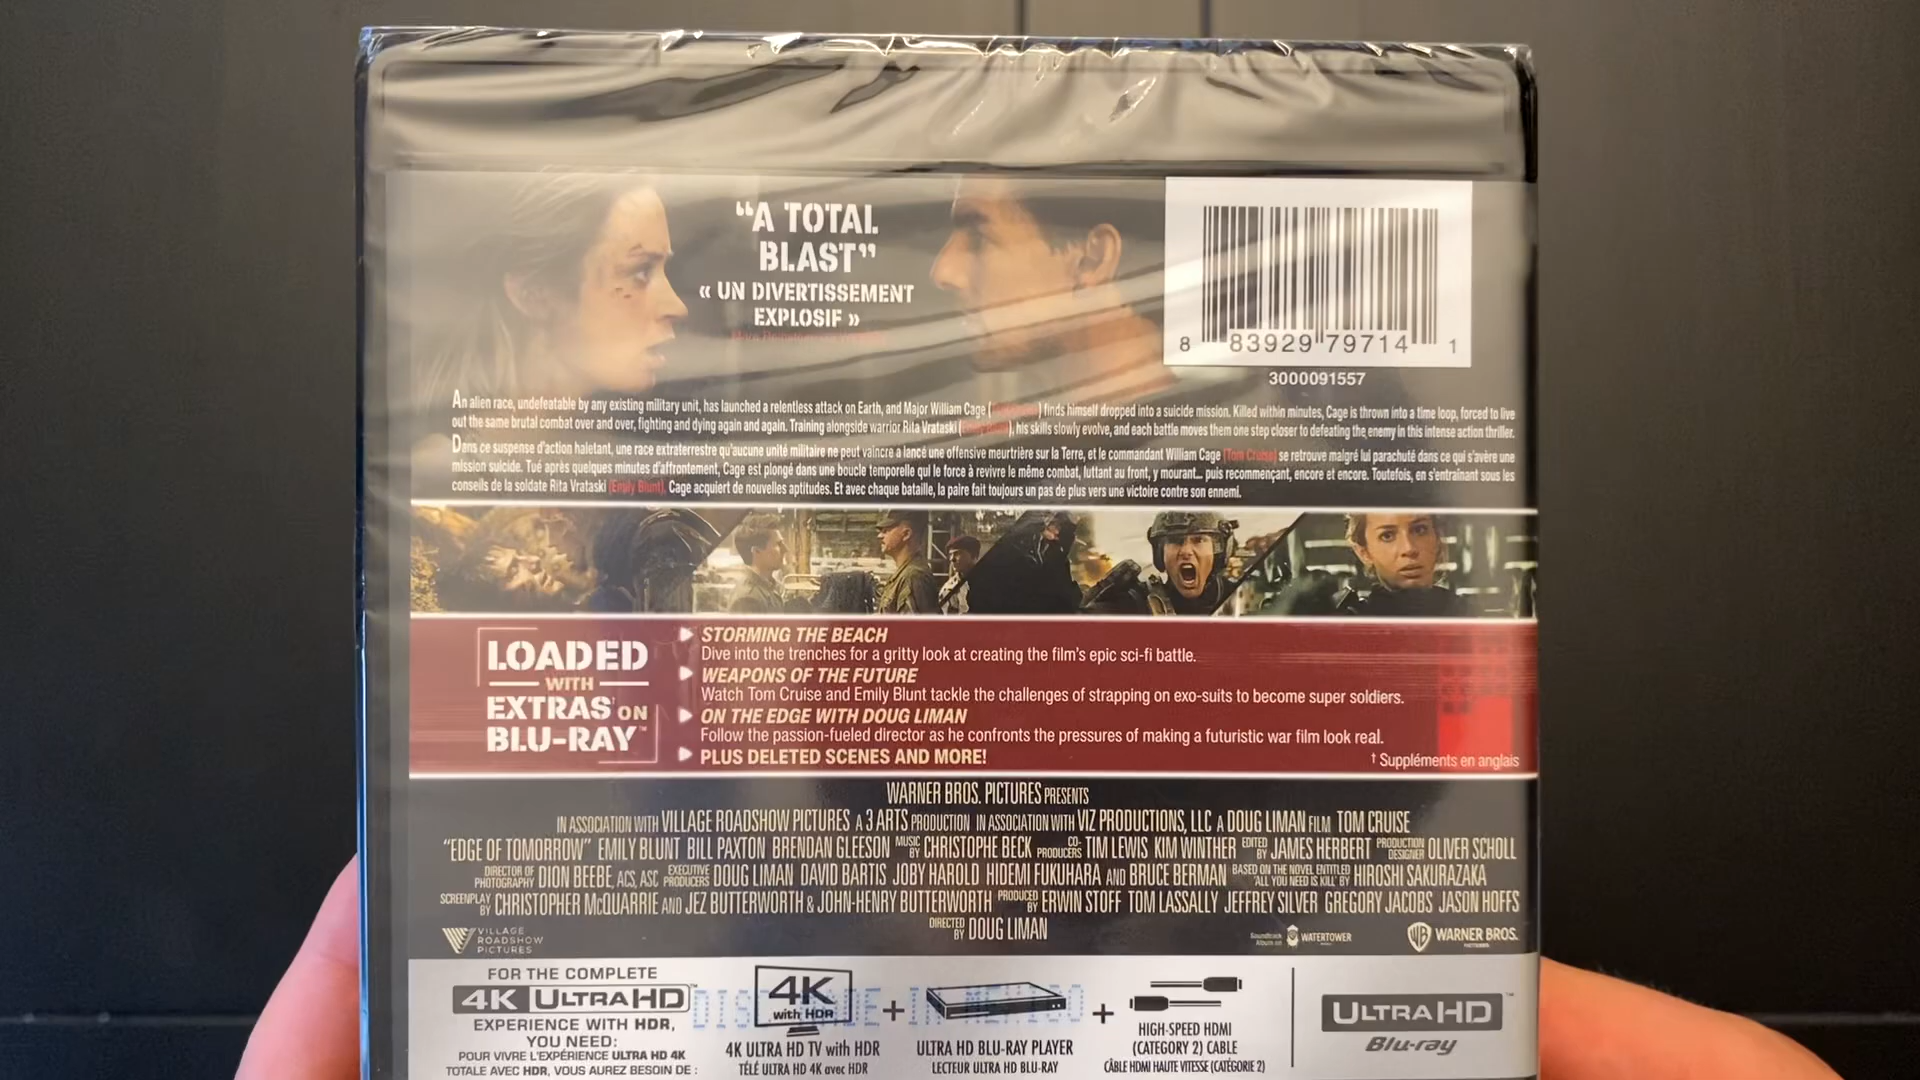 “A TOTAL
BLAST”
« UN DIVERTISSEMENT
EXPLOSIF »
8 83929 79714 1
3000091557
An alien race, undefeatable by any existing military unit, has launched a relentless attack on Earth, and Major William Cage ( ) finds himself dropped into a suicide mission. Killed within minutes, Cage is thrown into a time loop, forced to live
out the same brutal combat over and over, fighting and dying again and again. Training alongside warrior Rita Vrataski (Emily Blunt), his skills slowly evolve, and each battle moves them one step closer to defeating the enemy in this intense action thriller.
Dans ce suspense d'action haletant, une race extraterrestre qu'aucune unité militaire ne peut vaincre a lancé une offensive meurtrière sur la Terre, et le commandant William Cage (Tom Cruise) se retrouve malgré lui parachuté dans ce qui s'avère une
mission suicide. Tué après quelques minutes d'affrontement, Cage est plongé dans une boucle temporelle qui le force à revivre le même combat, luttant au front, y mourant... puis recommençant, encore et encore. Toutefois, en s'entraînant sous les
conseils de la soldate Rita Vrataski (Emily Blunt), Cage acquiert de nouvelles aptitudes. Et avec chaque bataille, la paire fait toujours un pas de plus vers une victoire contre son ennemi.
LOADED
WITH
EXTRAS† ON
BLU-RAY™
STORMING THE BEACH
Dive into the trenches for a gritty look at creating the film's epic sci-fi battle.
WEAPONS OF THE FUTURE
Watch Tom Cruise and Emily Blunt tackle the challenges of strapping on exo-suits to become super soldiers.
ON THE EDGE WITH DOUG LIMAN
Follow the passion-fueled director as he confronts the pressures of making a futuristic war film look real.
PLUS DELETED SCENES AND MORE!
† Suppléments en anglais
WARNER BROS. PICTURES PRESENTS
IN ASSOCIATION WITH VILLAGE ROADSHOW PICTURES A 3 ARTS PRODUCTION IN ASSOCIATION WITH VIZ PRODUCTIONS, LLC A DOUG LIMAN FILM TOM CRUISE
“EDGE OF TOMORROW” EMILY BLUNT BILL PAXTON BRENDAN GLEESON MUSIC BY CHRISTOPHE BECK CO-PRODUCERS TIM LEWIS KIM WINTHER EDITED BY JAMES HERBERT PRODUCTION DESIGNER OLIVER SCHOLL
DIRECTOR OF PHOTOGRAPHY DION BEEBE, ACS, ASC EXECUTIVE PRODUCERS DOUG LIMAN DAVID BARTIS JOBY HAROLD HIDEMI FUKUHARA AND BRUCE BERMAN BASED ON THE NOVEL ENTITLED 'ALL YOU NEED IS KILL' BY HIROSHI SAKURAZAKA
SCREENPLAY BY CHRISTOPHER McQUARRIE AND JEZ BUTTERWORTH & JOHN-HENRY BUTTERWORTH PRODUCED BY ERWIN STOFF TOM LASSALLY JEFFREY SILVER GREGORY JACOBS JASON HOFFS
DIRECTED BY DOUG LIMAN
VILLAGE
ROADSHOW
PICTURES
Soundtrack
Album on
WATERTOWER
WB WARNER BROS.
PICTURES
FOR THE COMPLETE
4K ULTRA HD™
EXPERIENCE WITH HDR,
YOU NEED:
POUR VIVRE L'EXPÉRIENCE ULTRA HD 4K
TOTALE AVEC HDR, VOUS AUREZ BESOIN DE :
4K
with HDR
4K ULTRA HD TV with HDR
TÉLÉ ULTRA HD 4K avec HDR
+
ULTRA HD BLU-RAY PLAYER
LECTEUR ULTRA HD BLU-RAY
+
HIGH-SPEED HDMI
(CATEGORY 2) CABLE
CÂBLE HDMI HAUTE VITESSE (CATÉGORIE 2)
ULTRA HD™
Blu-ray